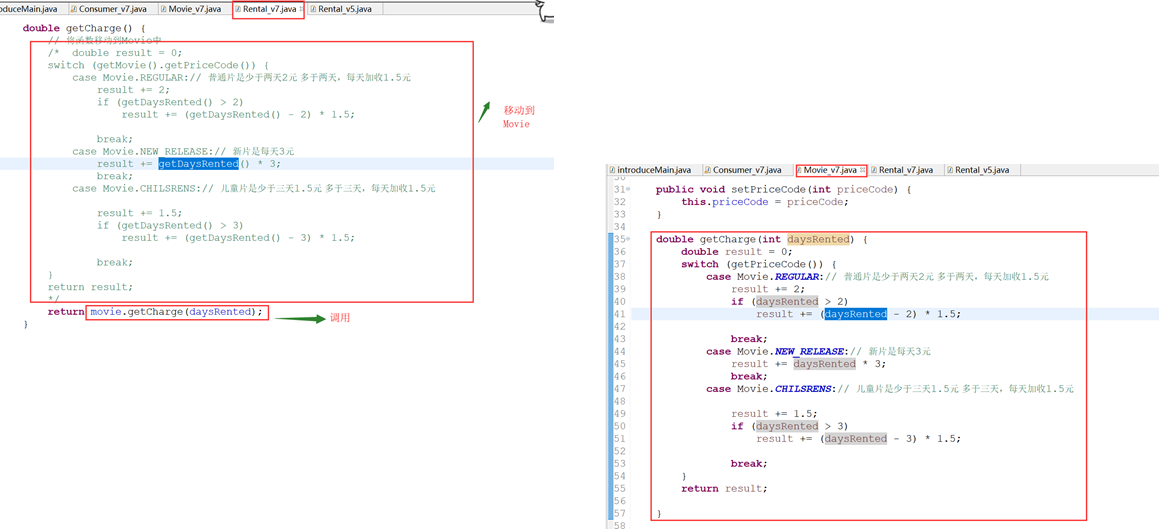 oduceMain.java Consumer_v7.java Movie_v7.java Rental_v7.java Rental_v5.java
double getCharge() {
// 将函数移动到Movie中
/* double result = 0;
switch (getMovie().getPriceCode()) {
case Movie.REGULAR:// 普通片是少于两天2元 多于两天，每天加收1.5元
result += 2;
if (getDaysRented() > 2)
result += (getDaysRented() - 2) * 1.5;
break;
case Movie.NEW_RELEASE:// 新片是每天3元
result += getDaysRented() * 3;
break;
case Movie.CHILSRENS:// 儿童片是少于三天1.5元 多于三天，每天加收1.5元
result += 1.5;
if (getDaysRented() > 3)
result += (getDaysRented() - 3) * 1.5;
break;
}
return result;
*/
return movie.getCharge(daysRented);
}
移动到
Movie
调用
introduceMain.java Consumer_v7.java Movie_v7.java Rental_v7.java Rental_v5.java
30
31 public void setPriceCode(int priceCode) {
32 this.priceCode = priceCode;
33 }
34
35 double getCharge(int daysRented) {
36 double result = 0;
37 switch (getPriceCode()) {
38 case Movie.REGULAR:// 普通片是少于两天2元 多于两天，每天加收1.5元
39 result += 2;
40 if (daysRented > 2)
41 result += (daysRented - 2) * 1.5;
42
43 break;
44 case Movie.NEW_RELEASE:// 新片是每天3元
45 result += daysRented * 3;
46 break;
47 case Movie.CHILSRENS:// 儿童片是少于三天1.5元 多于三天，每天加收1.5元
48
49 result += 1.5;
50 if (daysRented > 3)
51 result += (daysRented - 3) * 1.5;
52
53 break;
54 }
55 return result;
56
57 }
58